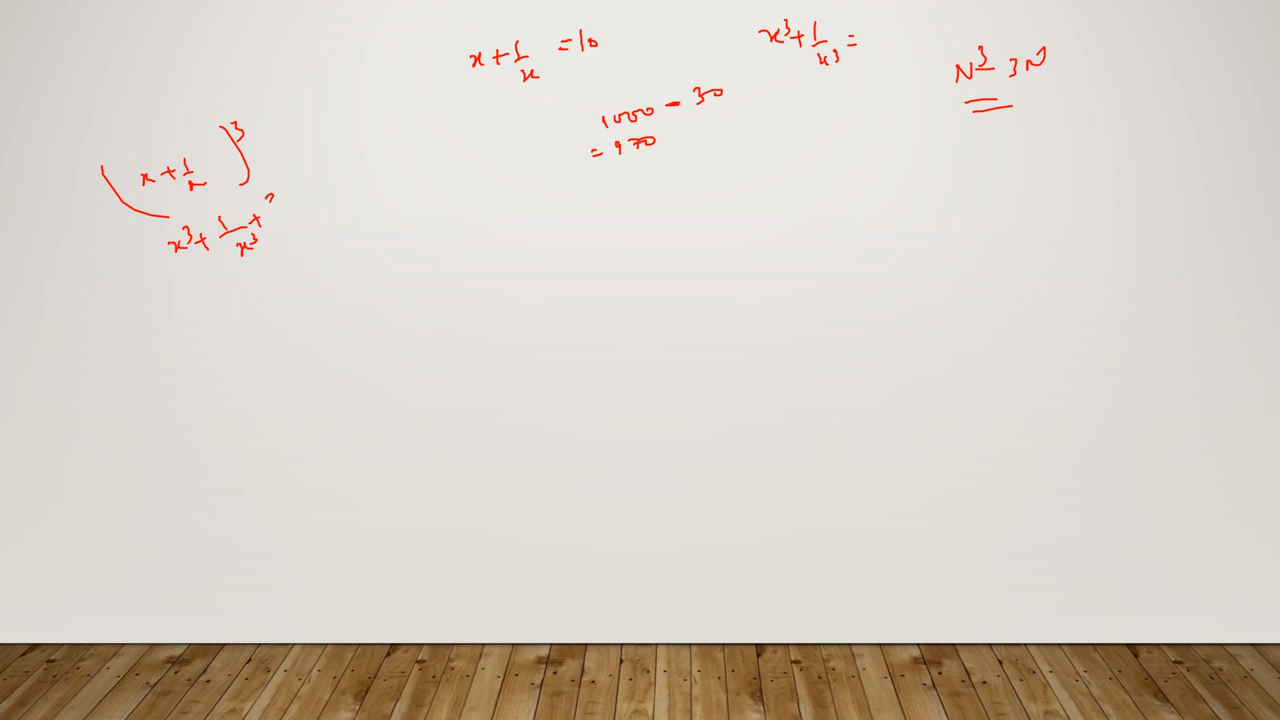 x + 1/x = 10
x³ + 1/x³ =
N³ - 3N
1000 - 30
= 970
(x + 1/x)³
x³ + 1/x³ +